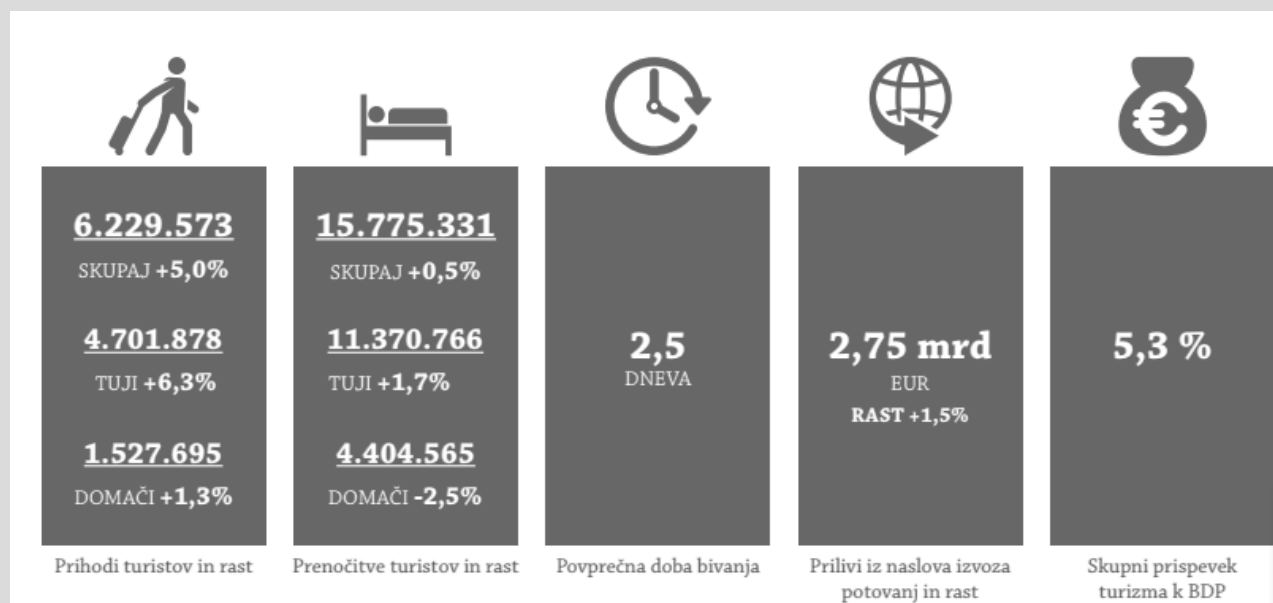 6.229.573
SKUPAJ +5,0%
4.701.878
TUJI +6,3%
1.527.695
DOMAČI +1,3%
Prihodi turistov in rast
15.775.331
SKUPAJ +0,5%
11.370.766
TUJI +1,7%
4.404.565
DOMAČI -2,5%
Prenočitve turistov in rast
2,5
DNEVA
Povprečna doba bivanja
2,75 mrd
EUR
RAST +1,5%
Prilivi iz naslova izvoza
potovanj in rast
€
5,3 %
Skupni prispevek
turizma k BDP